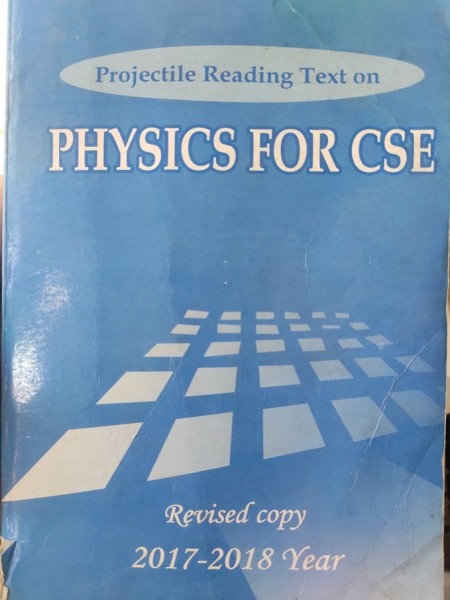 Projectile Reading Text on
PHYSICS FOR CSE
Revised copy
2017-2018 Year